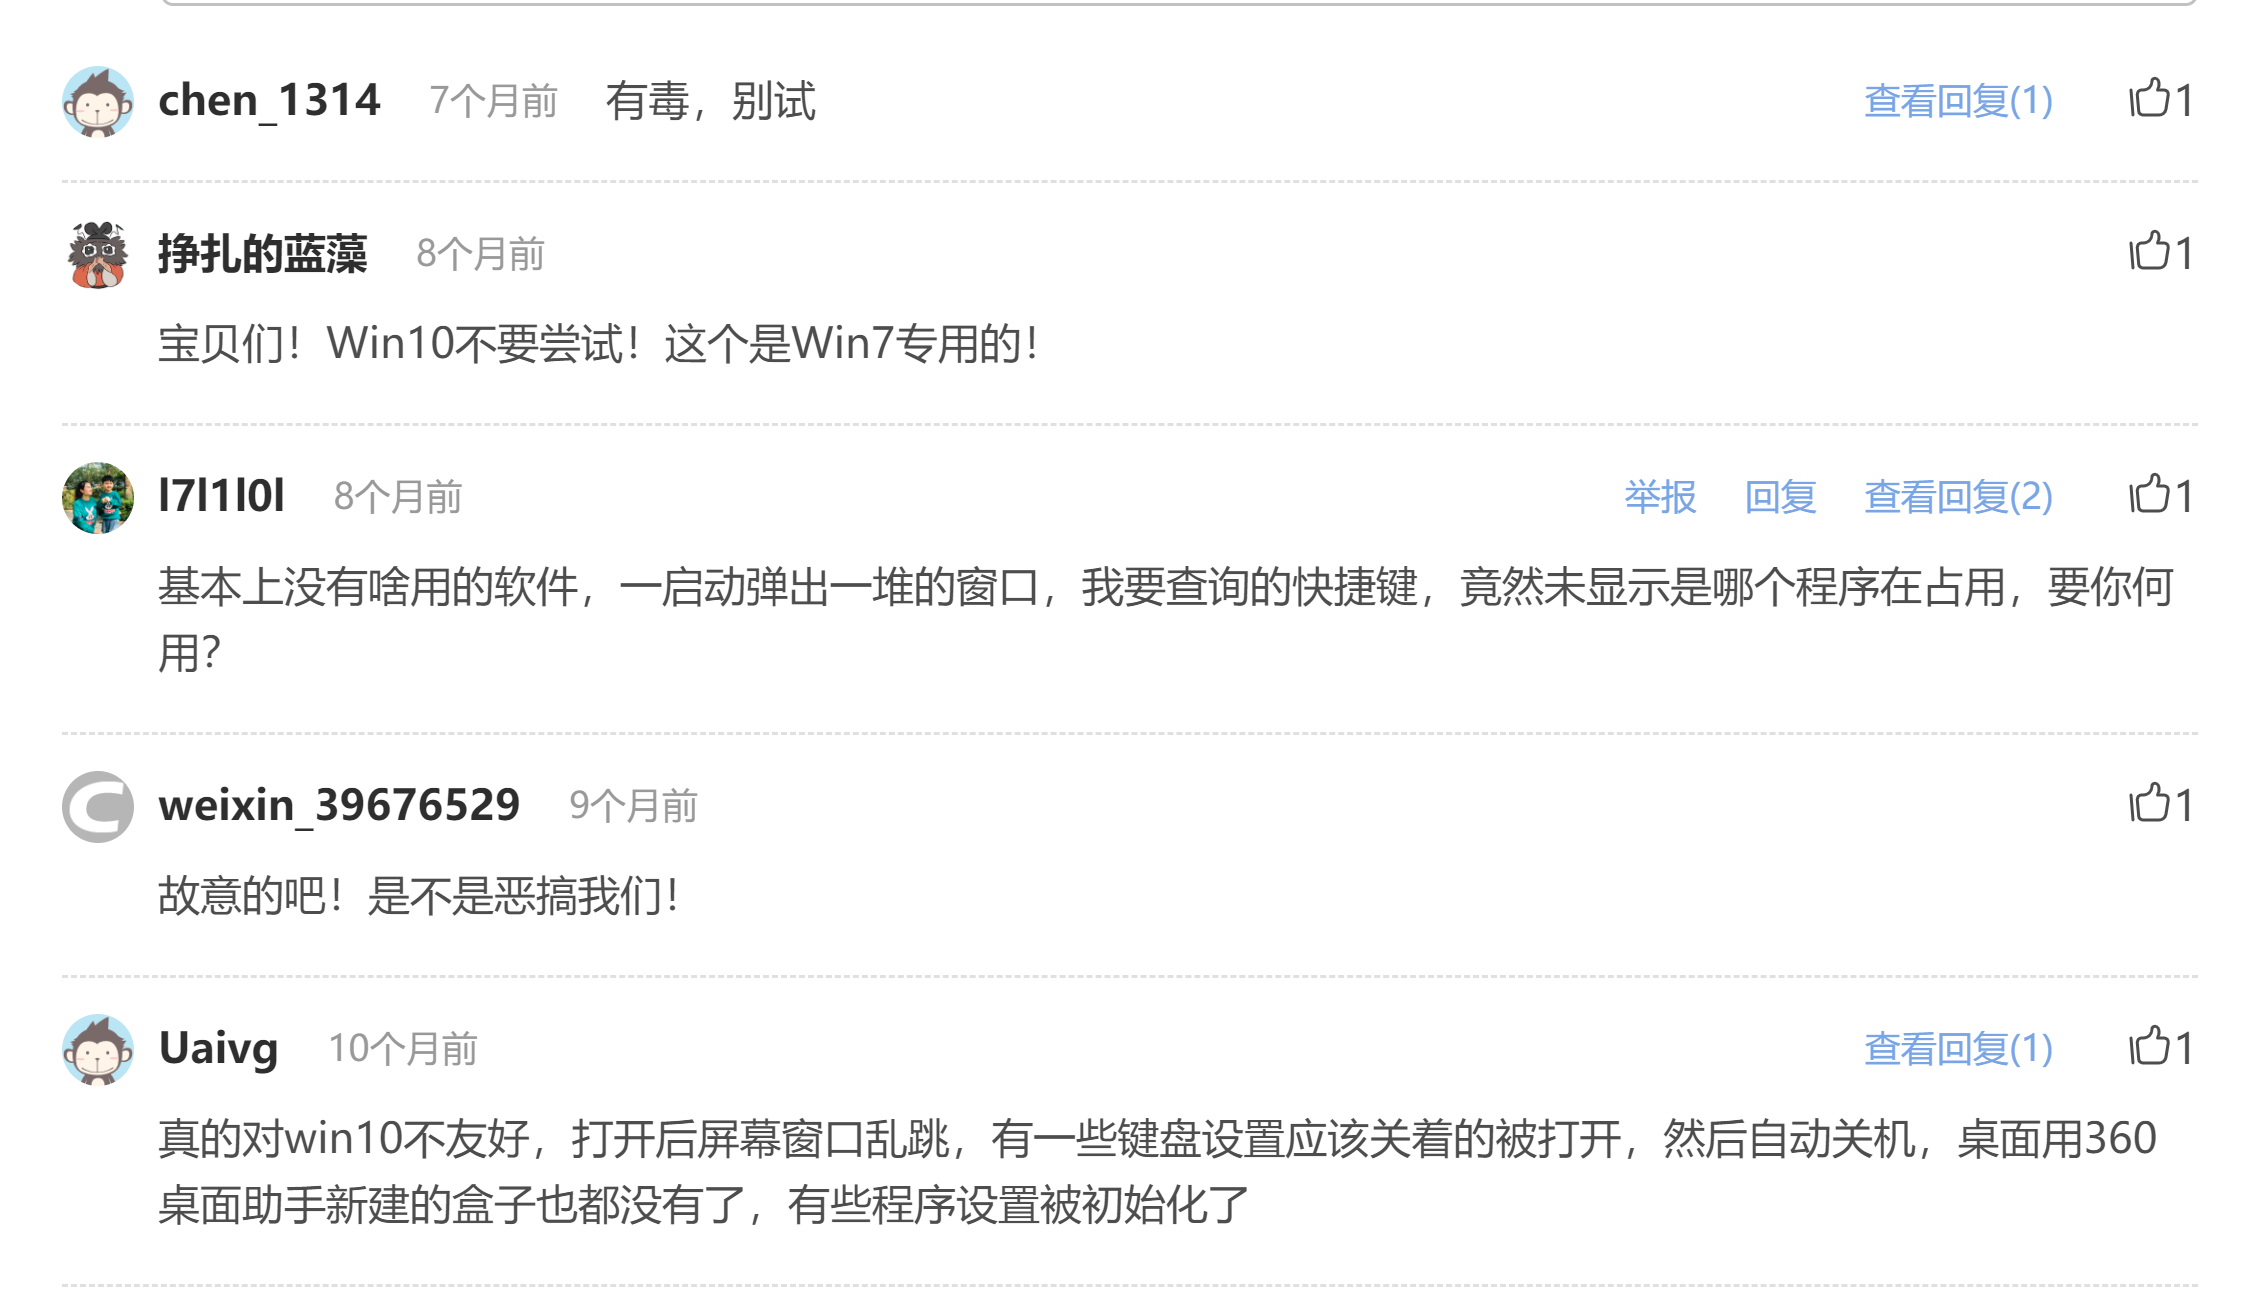 chen_1314 7个月前 有毒，别试 查看回复(1) 1
挣扎的蓝藻 8个月前 1
宝贝们！Win10不要尝试！这个是Win7专用的！
l7l1l0l 8个月前 举报 回复 查看回复(2) 1
基本上没有啥用的软件，一启动弹出一堆的窗口，我要查询的快捷键，竟然未显示是哪个程序在占用，要你何
用？
weixin_39676529 9个月前 1
故意的吧！是不是恶搞我们！
Uaivg 10个月前 查看回复(1) 1
真的对win10不友好，打开后屏幕窗口乱跳，有一些键盘设置应该关着的被打开，然后自动关机，桌面用360
桌面助手新建的盒子也都没有了，有些程序设置被初始化了